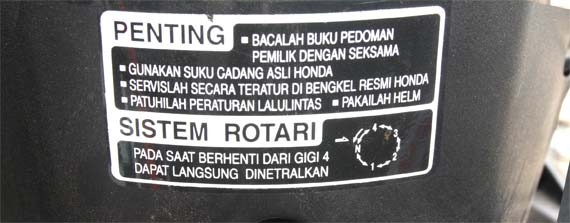 PENTING
▪ BACALAH BUKU PEDOMAN
PEMILIK DENGAN SEKSAMA
▪ GUNAKAN SUKU CADANG ASLI HONDA
▪ SERVISLAH SECARA TERATUR DI BENGKEL RESMI HONDA
▪ PATUHILAH PERATURAN LALULINTAS ▪ PAKAILAH HELM
SISTEM ROTARI
PADA SAAT BERHENTI DARI GIGI 4
DAPAT LANGSUNG DINETRALKAN
4
3
N
2
1